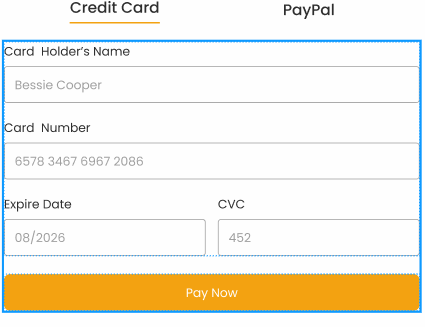 Credit Card PayPal
Card Holder's Name
Bessie Cooper
Card Number
6578 3467 6967 2086
Expire Date CVC
08/2026 452
Pay Now